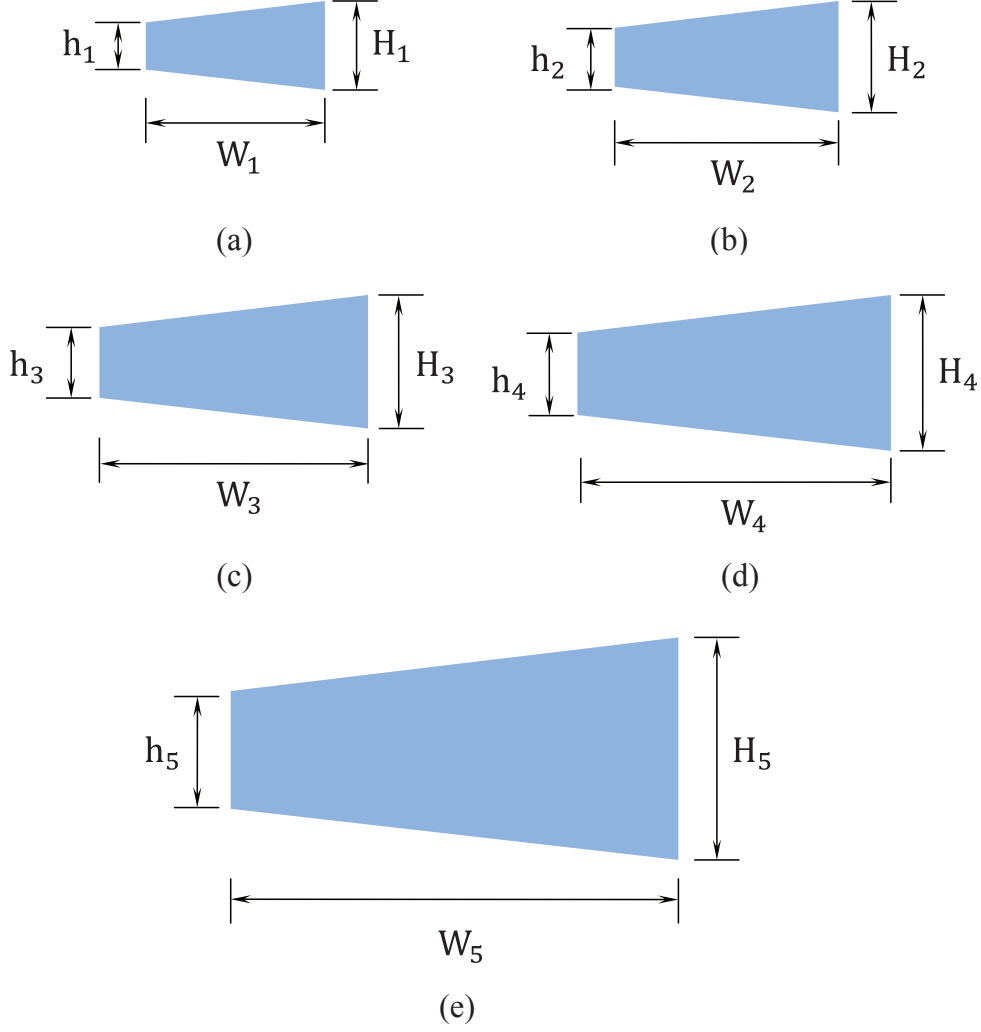 h₁ H₁
W₁
(a)
h₂ H₂
W₂
(b)
h₃ H₃
W₃
(c)
h₄ H₄
W₄
(d)
h₅ H₅
W₅
(e)